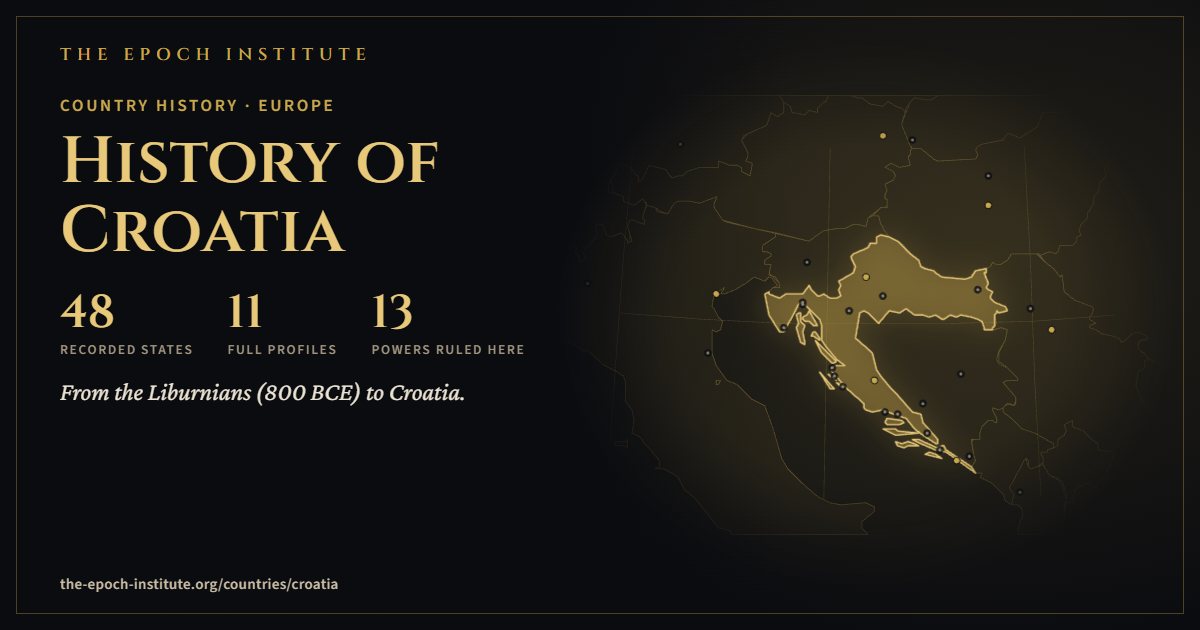 THE EPOCH INSTITUTE
COUNTRY HISTORY · EUROPE
History of
Croatia
48
RECORDED STATES
11
FULL PROFILES
13
POWERS RULED HERE
From the Liburnians (800 BCE) to Croatia.
the-epoch-institute.org/countries/croatia